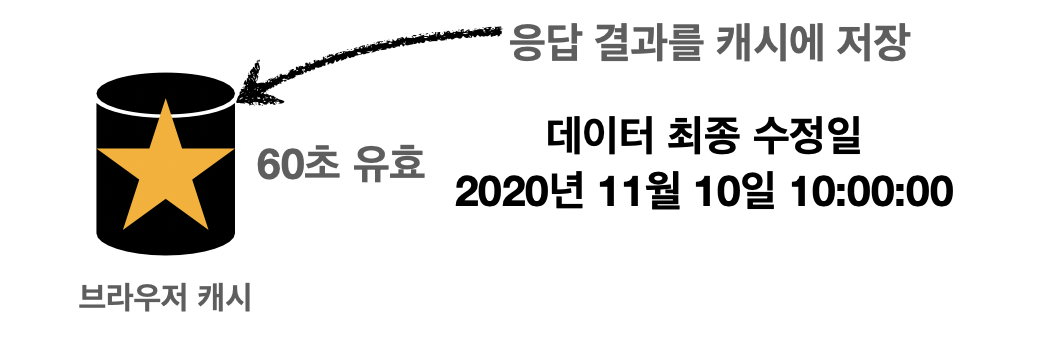 응답 결과를 캐시에 저장
데이터 최종 수정일
60초 유효
2020년 11월 10일 10:00:00
브라우저 캐시